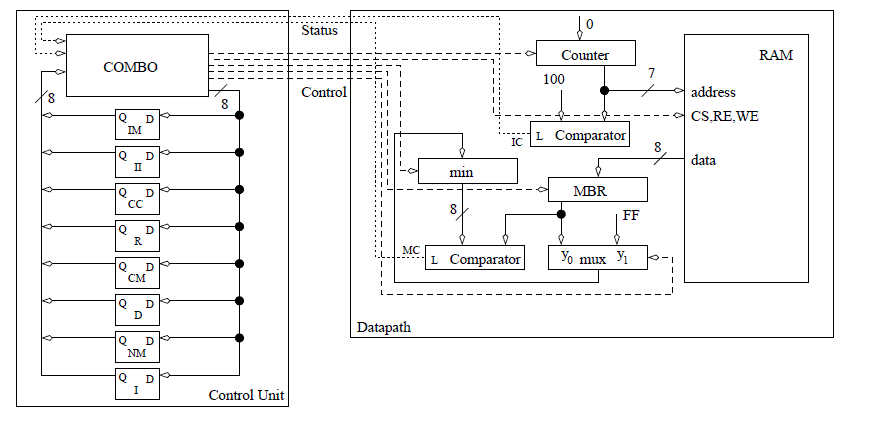 Status
COMBO
Control
8
8
Q D
IM
Q D
II
Q D
CC
Q D
R
Q D
CM
Q D
D
Q D
NM
Q D
I
Control Unit
0
Counter
RAM
100
7
address
CS,RE,WE
IC
L Comparator
8
data
min
MBR
8
FF
MC
L Comparator
y0 mux y1
Datapath